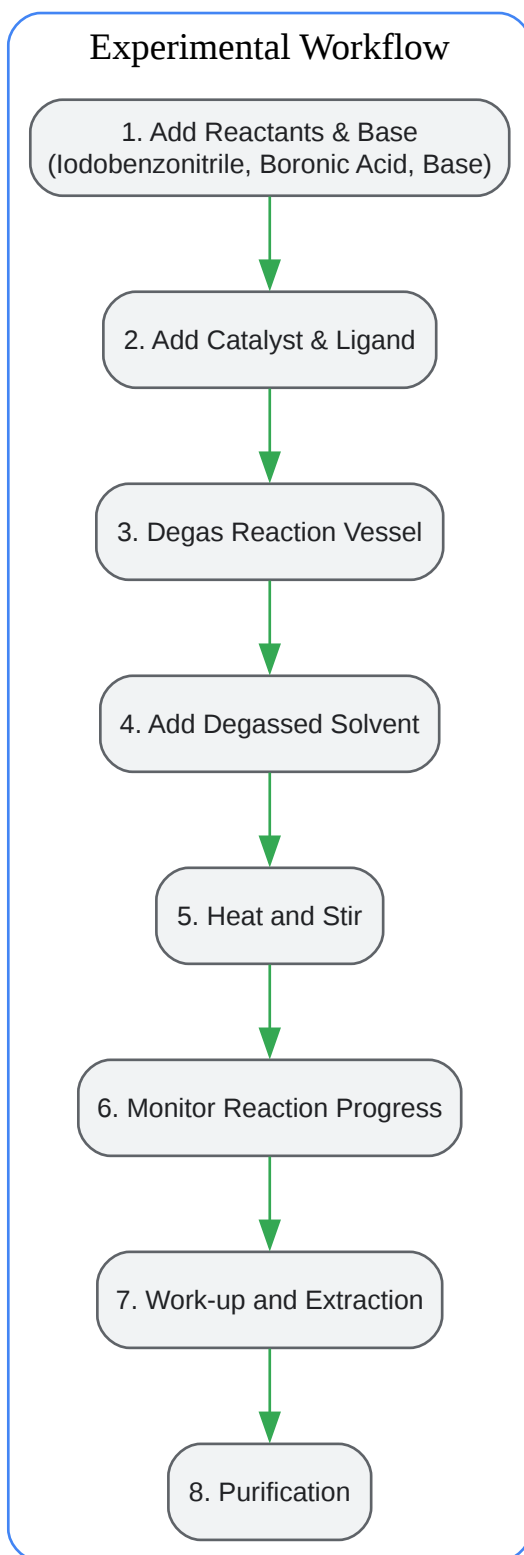 Experimental Workflow
1. Add Reactants & Base
(Iodobenzonitrile, Boronic Acid, Base)
2. Add Catalyst & Ligand
3. Degas Reaction Vessel
4. Add Degassed Solvent
5. Heat and Stir
6. Monitor Reaction Progress
7. Work-up and Extraction
8. Purification